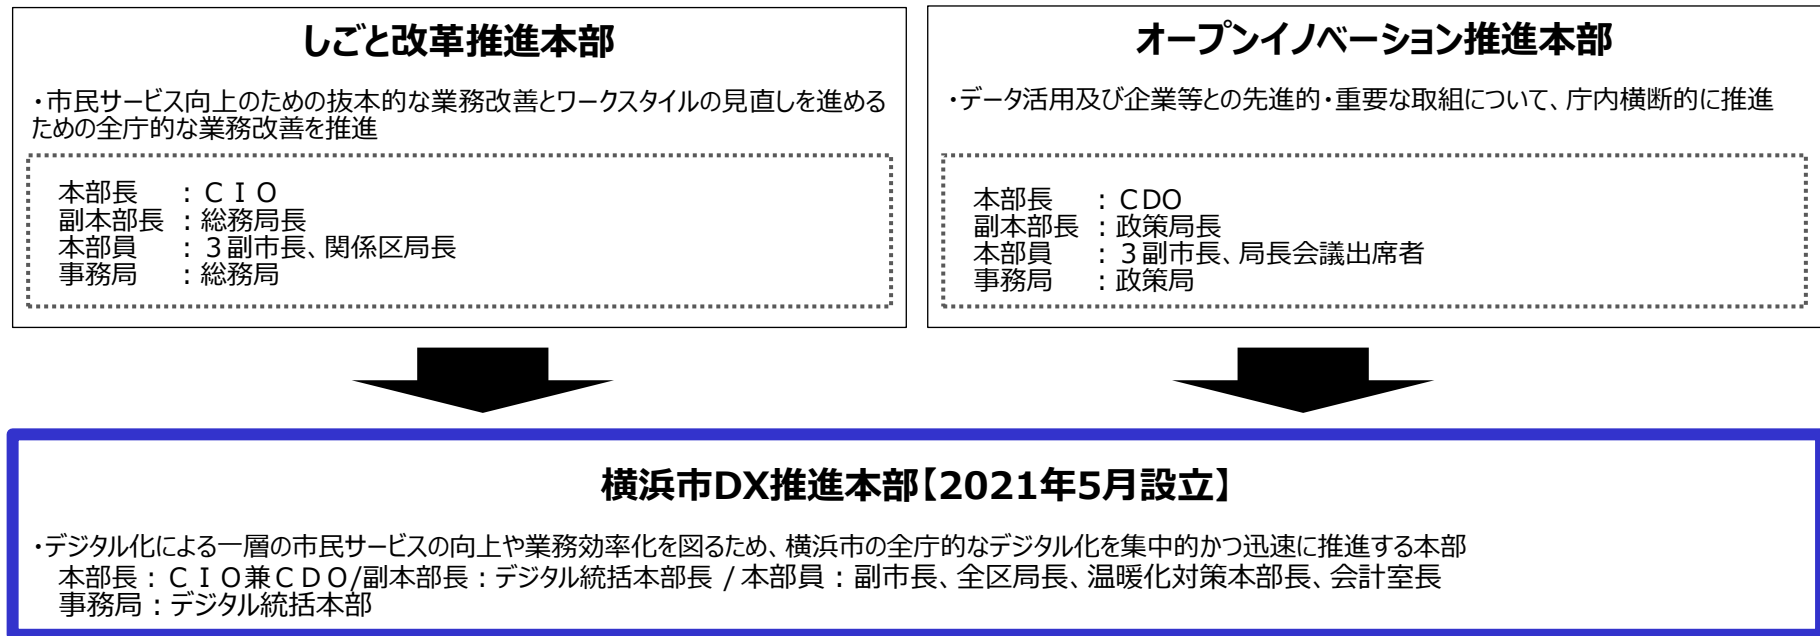 しごと改革推進本部
・市民サービス向上のための抜本的な業務改善とワークスタイルの見直しを進める
ための全庁的な業務改善を推進
本部長　：ＣＩＯ
副本部長：総務局長
本部員　：３副市長、関係区局長
事務局　：総務局
オープンイノベーション推進本部
・データ活用及び企業等との先進的・重要な取組について、庁内横断的に推進
本部長　：CDO
副本部長：政策局長
本部員　：３副市長、局長会議出席者
事務局　：政策局
横浜市DX推進本部【2021年5月設立】
・デジタル化による一層の市民サービスの向上や業務効率化を図るため、横浜市の全庁的なデジタル化を集中的かつ迅速に推進する本部
本部長：ＣＩＯ兼ＣＤＯ/副本部長：デジタル統括本部長 / 本部員：副市長、全区局長、温暖化対策本部長、会計室長
事務局：デジタル統括本部